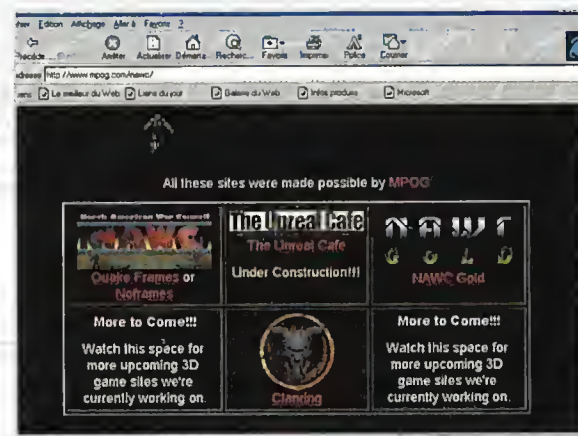 Edition Affichage Aller à Favoris ?
Arrêter Actualiser Démarra Recherc... Favoris Imprimer Police Courrier
http://www.mpog.com/nawc/
Le meilleur du Web Liens du jour Galerie du Web Infos produits Microsoft
All these sites were made possible by MPOG
North American War Council
NAWC
Quake Frames or
Noframes
The Unreal Cafe
The Unreal Cafe
Under Construction!!!
NAWC
GOLD
NAWC Gold
More to Come!!!
Watch this space for
more upcoming 3D
game sites we're
currently working on.
Clanring
More to Come!!!
Watch this space for
more upcoming 3D
game sites we're
currently working on.